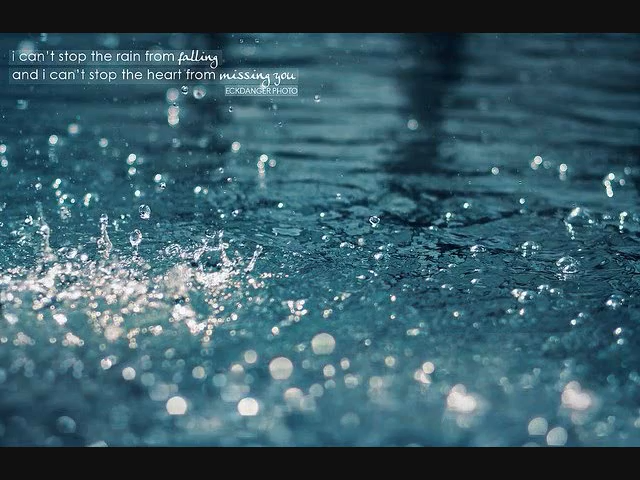 i can't stop the rain from falling
and i can't stop the heart from missing you
ECKDANGER PHOTO